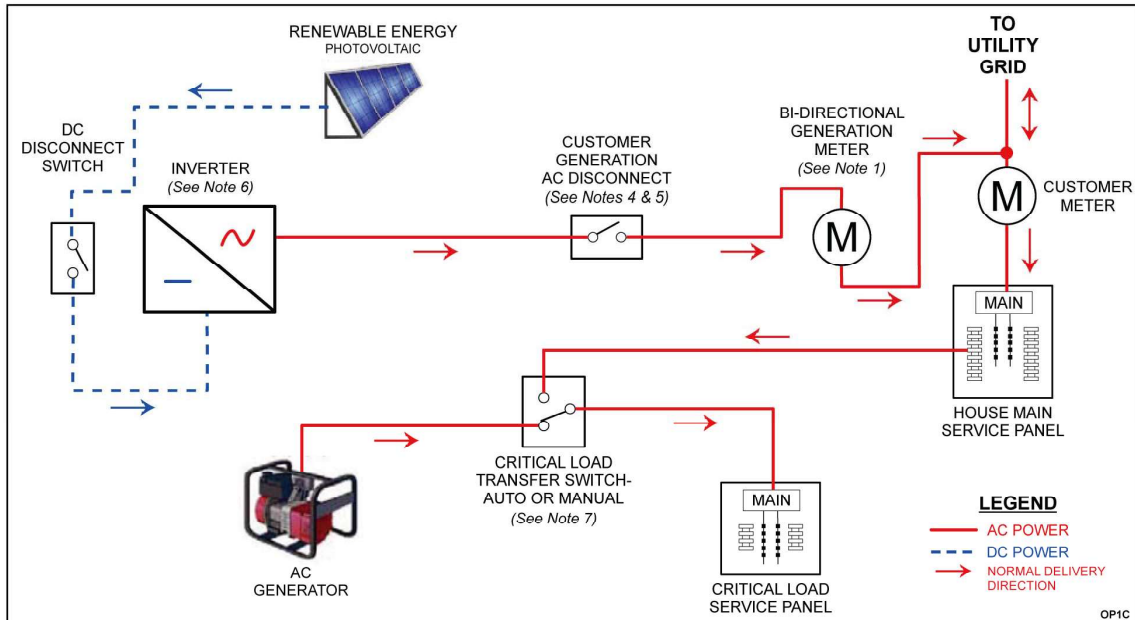 RENEWABLE ENERGY
PHOTOVOLTAIC
TO
UTILITY
GRID
DC
DISCONNECT
SWITCH
INVERTER
(See Note 6)
CUSTOMER
GENERATION
AC DISCONNECT
(See Notes 4 & 5)
BI-DIRECTIONAL
GENERATION
METER
(See Note 1)
M
M
CUSTOMER
METER
MAIN
HOUSE MAIN
SERVICE PANEL
CRITICAL LOAD
TRANSFER SWITCH-
AUTO OR MANUAL
(See Note 7)
AC
GENERATOR
MAIN
CRITICAL LOAD
SERVICE PANEL
LEGEND
AC POWER
DC POWER
NORMAL DELIVERY
DIRECTION
OP1C